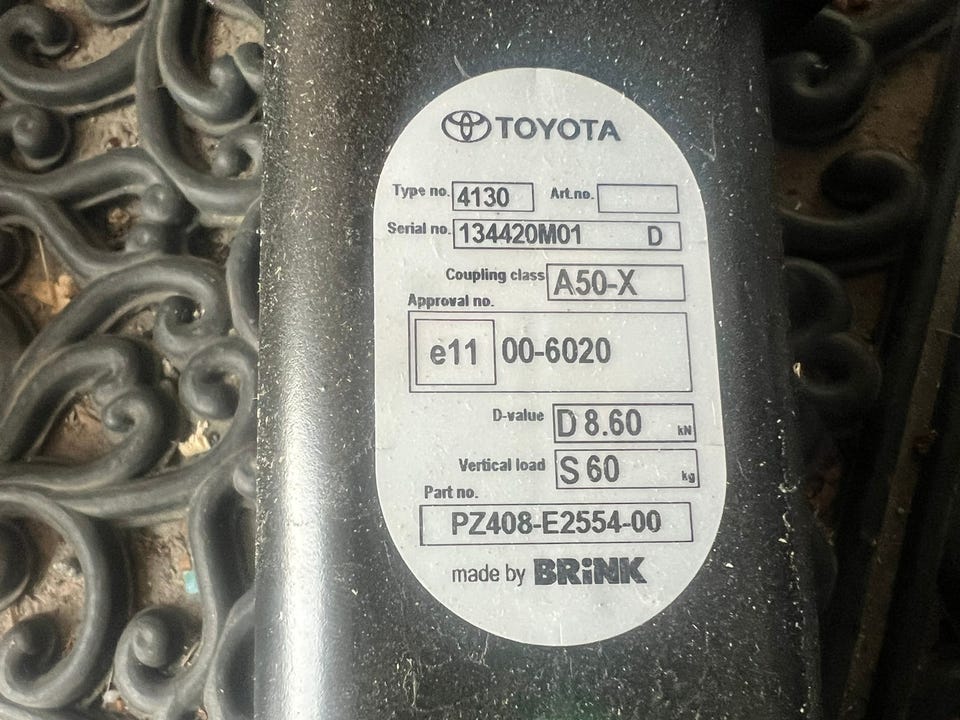 TOYOTA
Type no. 4130 Art.no.
Serial no. 134420M01 D
Coupling class A50-X
Approval no.
e11 00-6020
D-value D 8.60 kN
Vertical load S 60 kg
Part no.
PZ408-E2554-00
made by BRiNK